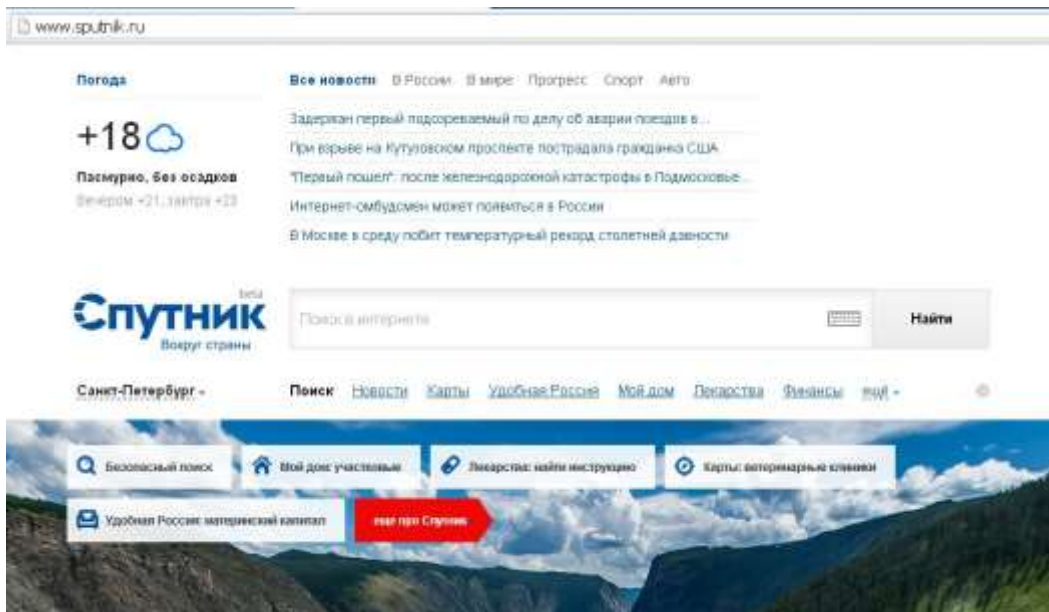 www.sputnik.ru
Погода
Все новости В России В мире Прогресс Спорт Авто
Задержан первый подозреваемый по делу об аварии поездов в ...
+18
При взрыве на Кутузовском проспекте пострадала гражданка США
Пасмурно, без осадков
"Первый пошел": после железнодорожной катастрофы в Подмосковье ...
Вечером +21, завтра +23
Интернет-омбудсмен может появиться в России
В Москве в среду побит температурный рекорд столетней давности
beta
Спутник
Вокруг страны
Поиск в интернете
Найти
Санкт-Петербург
Поиск Новости Карты Удобная Россия Мой дом Лекарства Финансы ещё
Безопасный поиск
Мой дом: участковые
Лекарства: найти инструкцию
Карты: ветеринарные клиники
Удобная Россия: материнский капитал
еще про Спутник